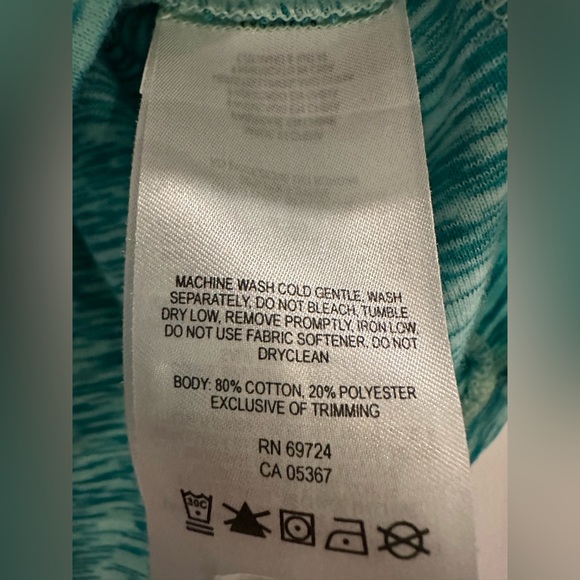 MACHINE WASH COLD GENTLE, WASH
SEPARATELY, DO NOT BLEACH, TUMBLE
DRY LOW, REMOVE PROMPTLY, IRON LOW,
DO NOT USE FABRIC SOFTENER. DO NOT
DRYCLEAN
BODY: 80% COTTON, 20% POLYESTER
EXCLUSIVE OF TRIMMING
RN 69724
CA 05367
30C